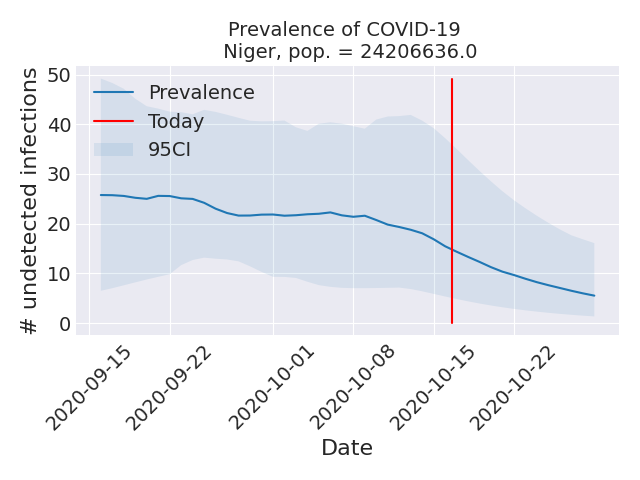 Prevalence of COVID-19
Niger, pop. = 24206636.0
# undetected infections
50
40
30
20
10
0
Prevalence
Today
95CI
2020-09-15
2020-09-22
2020-10-01
2020-10-08
2020-10-15
2020-10-22
Date